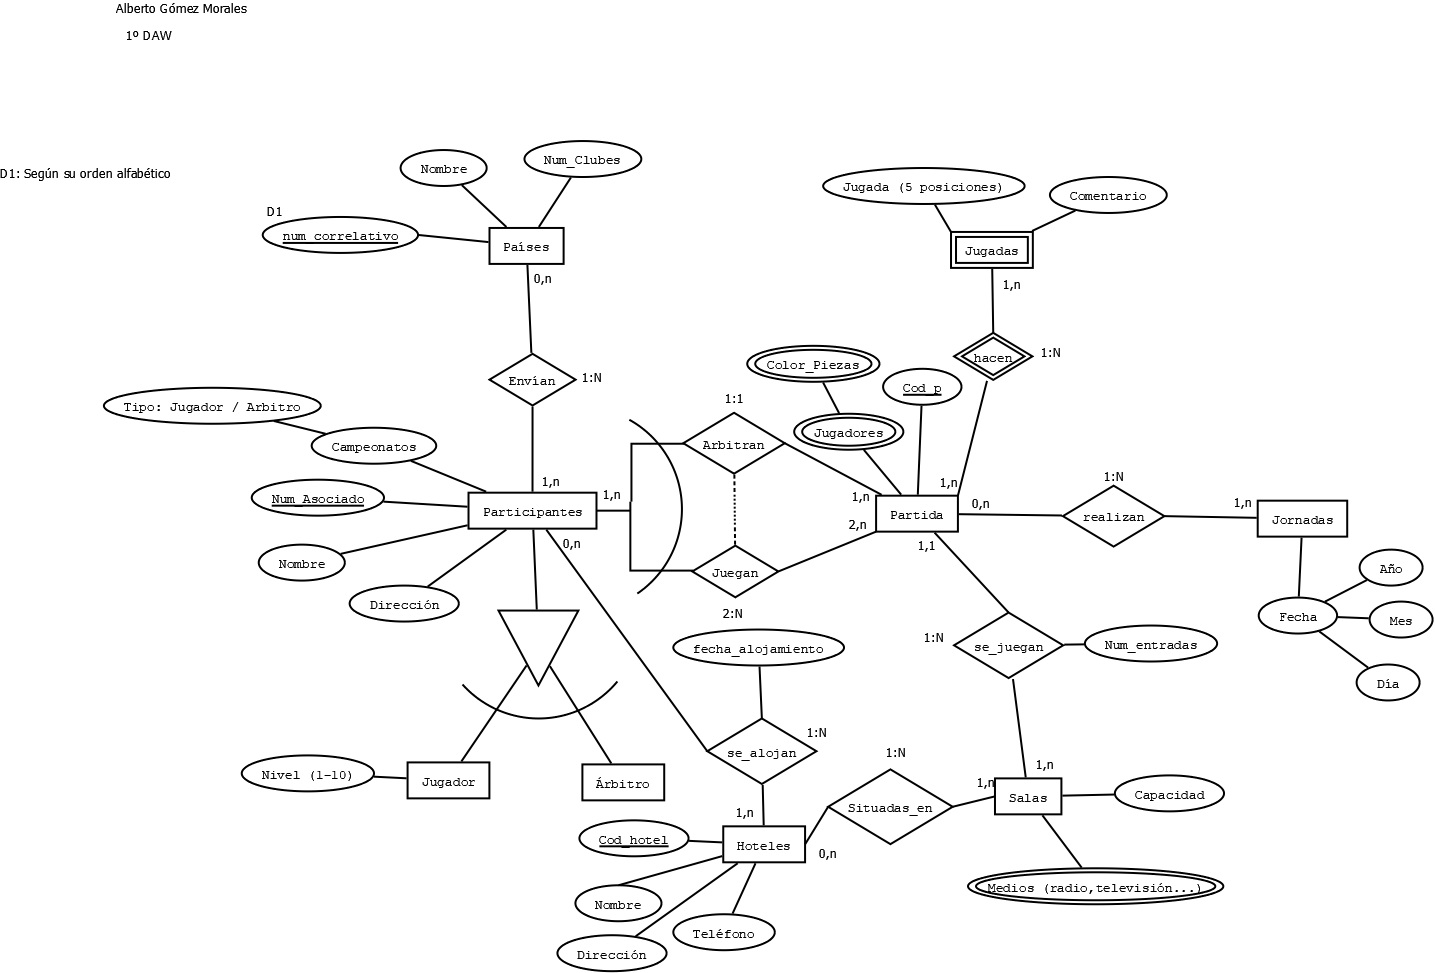 Alberto Gómez Morales
1º DAW
D1: Según su orden alfabético
Nombre
Num_Clubes
D1
num_correlativo
Países
0,n
Envían
1:N
1,n
Jugada (5 posiciones)
Comentario
Jugadas
1,n
hacen
1:N
Color_Piezas
Cod_p
Jugadores
1,n
Tipo: Jugador / Arbitro
Campeonatos
Num_Asociado
Participantes
Nombre
Dirección
1,n
0,n
1:1
Arbitran
1,n
2,n
Juegan
2:N
Partida
0,n
1,1
1:N
realizan
1,n
Jornadas
Fecha
Año
Mes
Día
1:N
se_juegan
Num_entradas
1,n
fecha_alojamiento
se_alojan
1:N
1,n
Nivel (1-10)
Jugador
Árbitro
1:N
Situadas_en
1,n
0,n
Salas
Capacidad
Medios (radio,televisión...)
Cod_hotel
Hoteles
Nombre
Dirección
Teléfono